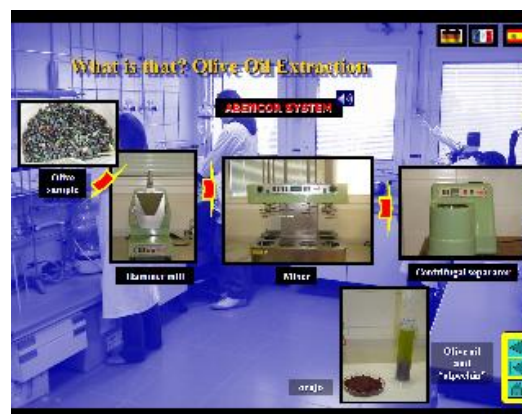 What is that? Olive Oil Extraction
ABENCOR SYSTEM
Olive
sample
Hammer mill
Mixer
Centrifugal separator
orujo
Olive oil
and
"alpechin"